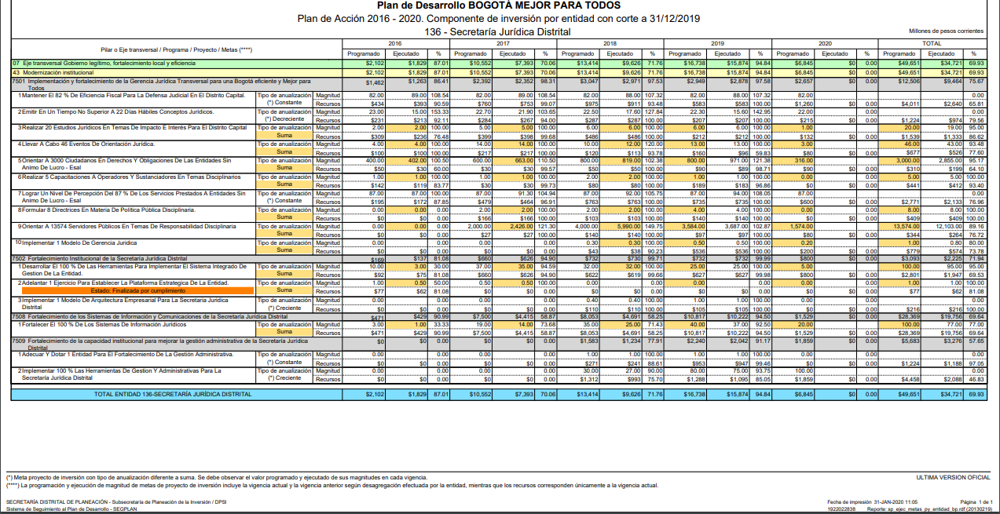 Plan de Desarrollo BOGOTÁ MEJOR PARA TODOS
Plan de Acción 2016 - 2020. Componente de inversión por entidad con corte a 31/12/2019
136 - Secretaría Jurídica Distrital
Millones de pesos corrientes
Pilar o Eje transversal / Programa / Proyecto / Metas (****) 2016 2017 2018 2019 2020 TOTAL
Programado Ejecutado % Programado Ejecutado % Programado Ejecutado % Programado Ejecutado % Programado Ejecutado % Programado Ejecutado %
07 Eje transversal Gobierno legítimo, fortalecimiento local y eficiencia $2,102 $1,829 87.01 $10,552 $7,393 70.06 $13,414 $9,626 71.76 $16,738 $15,874 94.84 $6,845 $0 0.00 $49,651 $34,721 69.93
43 Modernización institucional $2,102 $1,829 87.01 $10,552 $7,393 70.06 $13,414 $9,626 71.76 $16,738 $15,874 94.84 $6,845 $0 0.00 $49,651 $34,721 69.93
7501 Implementación y fortalecimiento de la Gerencia Jurídica Transversal para una Bogotá eficiente y Mejor para Todos $1,462 $1,263 86.41 $2,392 $2,352 98.31 $3,047 $2,971 97.53 $2,949 $2,878 97.58 $2,657 $0 0.00 $12,506 $9,464 75.67
1 Mantener El 82 % De Eficiencia Fiscal Para La Defensa Judicial En El Distrito Capital. Tipo de anualización Magnitud 82.00 89.00 108.54 82.00 89.00 108.54 82.00 88.00 107.32 82.00 88.00 107.32 82.00 0.00
(*) Constante Recursos $434 $393 90.59 $760 $753 99.07 $975 $911 93.48 $583 $583 100.00 $1,260 $0 0.00 $4,011 $2,640 65.81
2 Emitir En Un Tiempo No Superior A 22 Días Hábiles Conceptos Jurídicos. Tipo de anualización Magnitud 23.00 15.00 153.33 22.70 21.90 103.65 22.50 17.60 127.84 22.30 15.60 142.95 22.00 0.00
(*) Decreciente Recursos $231 $213 92.11 $284 $267 94.00 $287 $287 100.00 $207 $207 100.00 $215 $0 0.00 $1,224 $974 79.56
3 Realizar 20 Estudios Jurídicos En Temas De Impacto E Interés Para El Distrito Capital Tipo de anualización Magnitud 2.00 2.00 100.00 5.00 5.00 100.00 6.00 6.00 100.00 6.00 6.00 100.00 1.00 20.00 19.00 95.00
Suma Recursos $309 $236 76.48 $399 $398 99.68 $486 $486 100.00 $212 $212 100.00 $132 $0 0.00 $1,539 $1,333 86.62
4 Llevar A Cabo 46 Eventos De Orientación Jurídica. Tipo de anualización Magnitud 4.00 4.00 100.00 14.00 14.00 100.00 10.00 12.00 120.00 13.00 13.00 100.00 3.00 46.00 43.00 93.48
Suma Recursos $100 $100 100.00 $217 $217 100.00 $120 $113 93.78 $160 $96 59.83 $80 $0 0.00 $677 $526 77.60
5 Orientar A 3000 Ciudadanos En Derechos Y Obligaciones De Las Entidades Sin Animo De Lucro - Esal Tipo de anualización Magnitud 400.00 402.00 100.50 600.00 663.00 110.50 800.00 819.00 102.38 800.00 971.00 121.38 316.00 3,000.00 2,855.00 95.17
Suma Recursos $50 $30 60.00 $30 $30 99.57 $50 $50 100.00 $90 $89 98.71 $90 $0 0.00 $310 $199 64.10
6 Realizar 5 Capacitaciones A Operadores Y Sustanciadores En Temas Disciplinarios Tipo de anualización Magnitud 1.00 1.00 100.00 1.00 1.00 100.00 2.00 2.00 100.00 1.00 1.00 100.00 0.00 5.00 5.00 100.00
Suma Recursos $142 $119 83.77 $30 $30 99.73 $80 $80 100.00 $189 $183 96.86 $0 $0 0.00 $441 $412 93.40
7 Lograr Un Nivel De Percepción Del 87 % De Los Servicios Prestados A Entidades Sin Animo De Lucro - Esal Tipo de anualización Magnitud 87.00 87.00 100.00 87.00 91.30 104.94 87.00 92.00 105.75 87.00 94.00 108.05 87.00 0.00
(*) Constante Recursos $195 $172 87.85 $479 $464 96.91 $763 $763 100.00 $735 $735 100.00 $600 $0 0.00 $2,771 $2,133 76.96
8 Formular 8 Directrices En Materia De Política Pública Disciplinaria. Tipo de anualización Magnitud 0.00 0.00 0.00 2.00 2.00 100.00 2.00 2.00 100.00 4.00 4.00 100.00 0.00 8.00 8.00 100.00
Suma Recursos $0 $0 0.00 $166 $166 100.00 $103 $103 100.00 $140 $140 100.00 $0 $0 0.00 $409 $409 100.00
9 Orientar A 13574 Servidores Públicos En Temas De Responsabilidad Disciplinaria Tipo de anualización Magnitud 0.00 0.00 0.00 2,000.00 2,426.00 121.30 4,000.00 5,990.00 149.75 3,584.00 3,687.00 102.87 1,574.00 13,574.00 12,103.00 89.16
Suma Recursos $0 $0 0.00 $27 $27 100.00 $140 $140 100.00 $97 $97 100.00 $80 $0 0.00 $344 $264 76.72
10 Implementar 1 Modelo De Gerencia Jurídica Tipo de anualización Magnitud 0.00 0.00 0.00 0.00 0.00 0.00 0.30 0.30 100.00 0.50 0.50 100.00 0.20 1.00 0.80 80.00
Suma Recursos $0 $0 0.00 $0 $0 0.00 $43 $38 90.23 $536 $536 100.00 $200 $0 0.00 $779 $574 73.78
7502 Fortalecimiento Institucional de la Secretaría Jurídica Distrital $169 $137 81.08 $660 $626 94.90 $732 $730 99.71 $732 $732 99.99 $800 $0 0.00 $3,093 $2,225 71.94
1 Desarrollar El 100 % De Las Herramientas Para Implementar El Sistema Integrado De Gestion De La Entidad. Tipo de anualización Magnitud 10.00 3.00 30.00 37.00 35.00 94.59 32.00 32.00 100.00 25.00 25.00 100.00 5.00 100.00 95.00 95.00
Suma Recursos $92 $75 81.08 $660 $626 94.90 $622 $619 99.66 $627 $627 99.98 $800 $0 0.00 $2,801 $1,947 69.53
2 Adelantar 1 Ejercicio Para Establecer La Plataforma Estrategica De La Entidad. Tipo de anualización Magnitud 1.00 0.50 50.00 0.50 0.50 100.00 0.00 0.00 0.00 0.00 0.00 0.00 0.00 1.00 1.00 100.00
Estado: Finalizada por cumplimiento Suma Recursos $77 $62 81.08 $0 $0 0.00 $0 $0 0.00 $0 $0 0.00 $0 $0 0.00 $77 $62 81.08
3 Implementar 1 Modelo De Arquitectura Empresarial Para La Secretaria Juridica Distrital Tipo de anualización Magnitud 0.00 0.00 0.00 0.00 0.00 0.00 0.40 0.40 100.00 1.00 1.00 100.00 0.00 0.00
(*) Creciente Recursos $0 $0 0.00 $0 $0 0.00 $110 $110 100.00 $105 $105 100.00 $0 $0 0.00 $216 $216 100.00
7508 Fortalecimiento de los Sistemas de Información y Comunicaciones de la Secretaría Jurídica Distrital $471 $429 90.99 $7,500 $4,415 58.87 $8,053 $4,691 58.25 $10,817 $10,222 94.50 $1,529 $0 0.00 $28,369 $19,756 69.64
1 Fortalecer El 100 % De Los Sistemas De Información Jurídicos Tipo de anualización Magnitud 3.00 1.00 33.33 19.00 14.00 73.68 35.00 25.00 71.43 40.00 37.00 92.50 20.00 100.00 77.00 77.00
Suma Recursos $471 $429 90.99 $7,500 $4,415 58.87 $8,053 $4,691 58.25 $10,817 $10,222 94.50 $1,529 $0 0.00 $28,369 $19,756 69.64
7509 Fortalecimiento de la capacidad institucional para mejorar la gestión administrativa de la Secretaría Jurídica Distrital $0 $0 0.00 $0 $0 0.00 $1,583 $1,234 77.91 $2,240 $2,042 91.17 $1,859 $0 0.00 $5,683 $3,276 57.65
1 Adecuar Y Dotar 1 Entidad Para El Fortalecimiento De La Gestión Administrativa. Tipo de anualización Magnitud 0.00 0.00 0.00 0.00 0.00 0.00 1.00 1.00 100.00 1.00 1.00 100.00 0.00 0.00
(*) Constante Recursos $0 $0 0.00 $0 $0 0.00 $271 $241 88.61 $953 $947 99.46 $0 $0 0.00 $1,224 $1,188 97.05
2 Implementar 100 % Las Herramientas De Gestion Y Administrativas Para La Secretaria Juridica Distrital Tipo de anualización Magnitud 0.00 0.00 0.00 0.00 0.00 0.00 30.00 27.00 90.00 80.00 75.00 93.75 100.00 0.00
(*) Creciente Recursos $0 $0 0.00 $0 $0 0.00 $1,312 $993 75.70 $1,288 $1,095 85.05 $1,859 $0 0.00 $4,458 $2,088 46.83
TOTAL ENTIDAD 136-SECRETARÍA JURÍDICA DISTRITAL $2,102 $1,829 87.01 $10,552 $7,393 70.06 $13,414 $9,626 71.76 $16,738 $15,874 94.84 $6,845 $0 0.00 $49,651 $34,721 69.93
(*) Meta proyecto de inversión con tipo de anualización diferente a suma. Se debe observar el valor programado y ejecutado de sus magnitudes en cada vigencia. ULTIMA VERSION OFICIAL
(****) La programación y ejecución de magnitud de metas de proyecto de inversión incluye la vigencia actual y la vigencia anterior según desagregación efectuada por la entidad, mientras que los recursos corresponden únicamente a la vigencia actual.
SECRETARÍA DISTRITAL DE PLANEACIÓN - Subsecretaría de Planeación de la Inversión / DPSI Fecha de impresión 31-JAN-2020 11:05 Página 1 de 1
Sistema de Seguimiento al Plan de Desarrollo - SEGPLAN 1922022838 Reporte: sp_ejec_metas_py_entidad_bp.rdf (20130219)